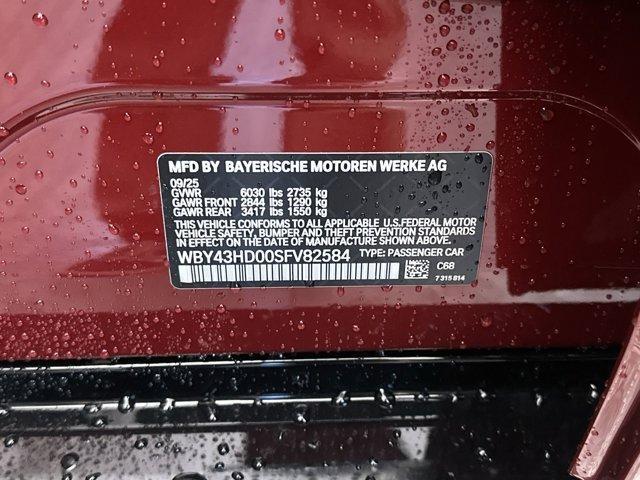 MFD BY BAYERISCHE MOTOREN WERKE AG
09/25
GVWR 6030 lbs 2735 kg
GAWR FRONT 2844 lbs 1290 kg
GAWR REAR 3417 lbs 1550 kg
THIS VEHICLE CONFORMS TO ALL APPLICABLE U.S.FEDERAL MOTOR
VEHICLE SAFETY, BUMPER AND THEFT PREVENTION STANDARDS
IN EFFECT ON THE DATE OF MANUFACTURE SHOWN ABOVE.
WBY43HD00SFV82584 TYPE: PASSENGER CAR
C68
7 315 814